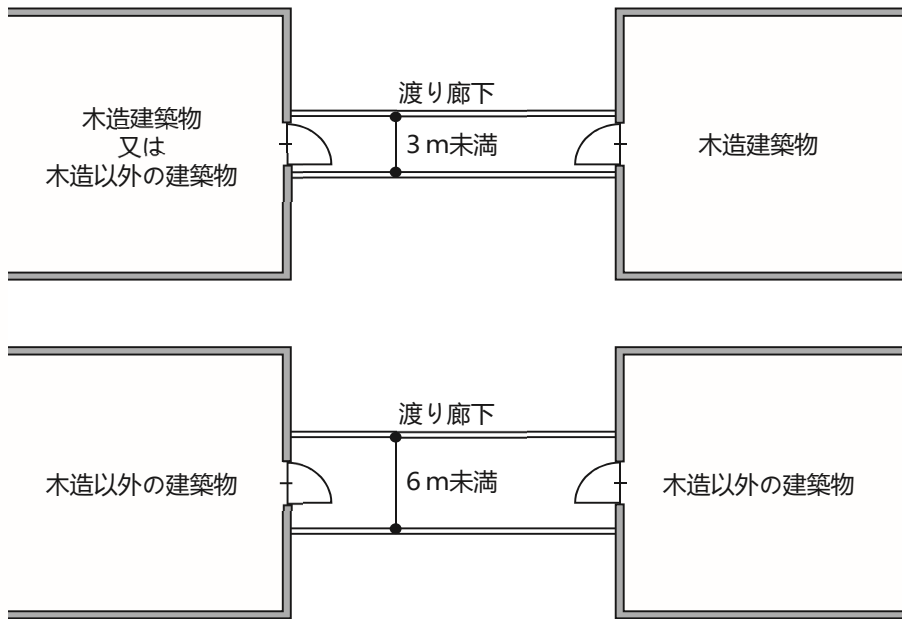 渡り廊下
木造建築物
又は
木造以外の建築物
3m未満
木造建築物
渡り廊下
木造以外の建築物
6m未満
木造以外の建築物